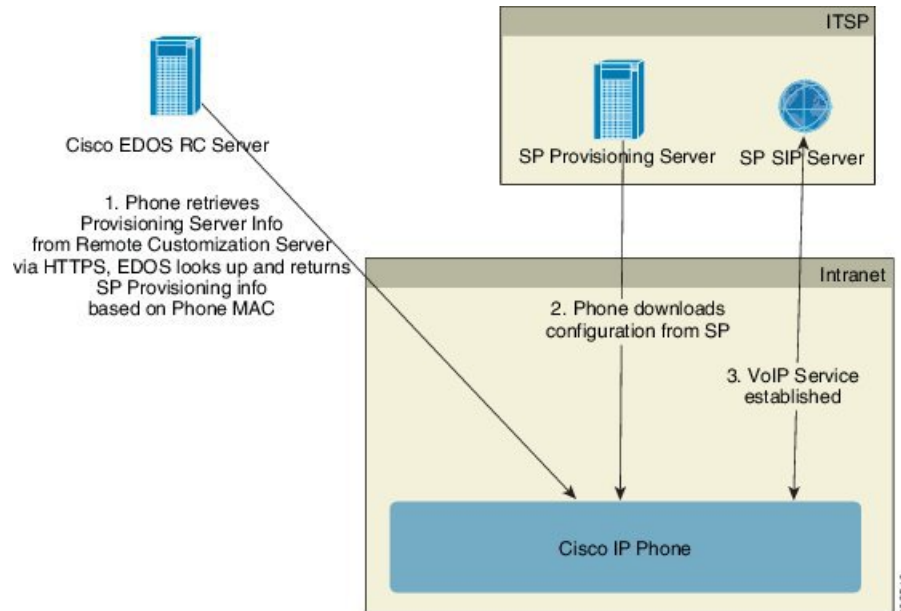 ITSP
Cisco EDOS RC Server
SP Provisioning Server
SP SIP Server
1. Phone retrieves
Provisioning Server Info
from Remote Customization Server
via HTTPS, EDOS looks up and returns
SP Provisioning info
based on Phone MAC
Intranet
2. Phone downloads
configuration from SP
3. VoIP Service
established
Cisco IP Phone